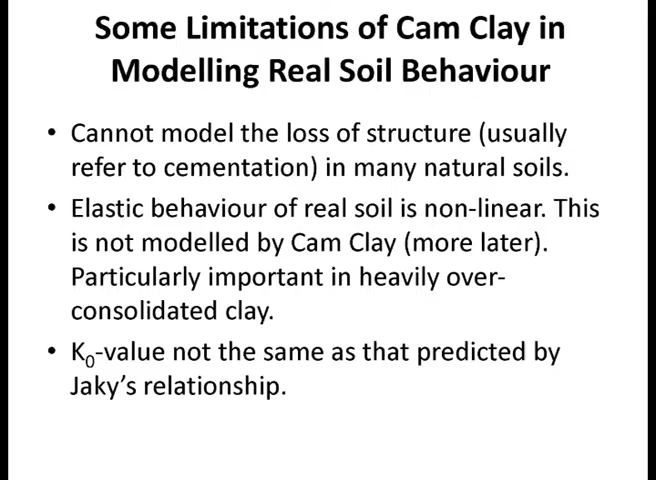 Some Limitations of Cam Clay in
Modelling Real Soil Behaviour
• Cannot model the loss of structure (usually
refer to cementation) in many natural soils.
• Elastic behaviour of real soil is non-linear. This
is not modelled by Cam Clay (more later).
Particularly important in heavily over-
consolidated clay.
• K₀-value not the same as that predicted by
Jaky's relationship.